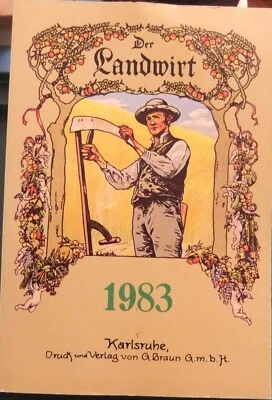 Der
Landwirt
1983
Karlsruhe,
Druck und Verlag von G. Braun G.m.b.H.